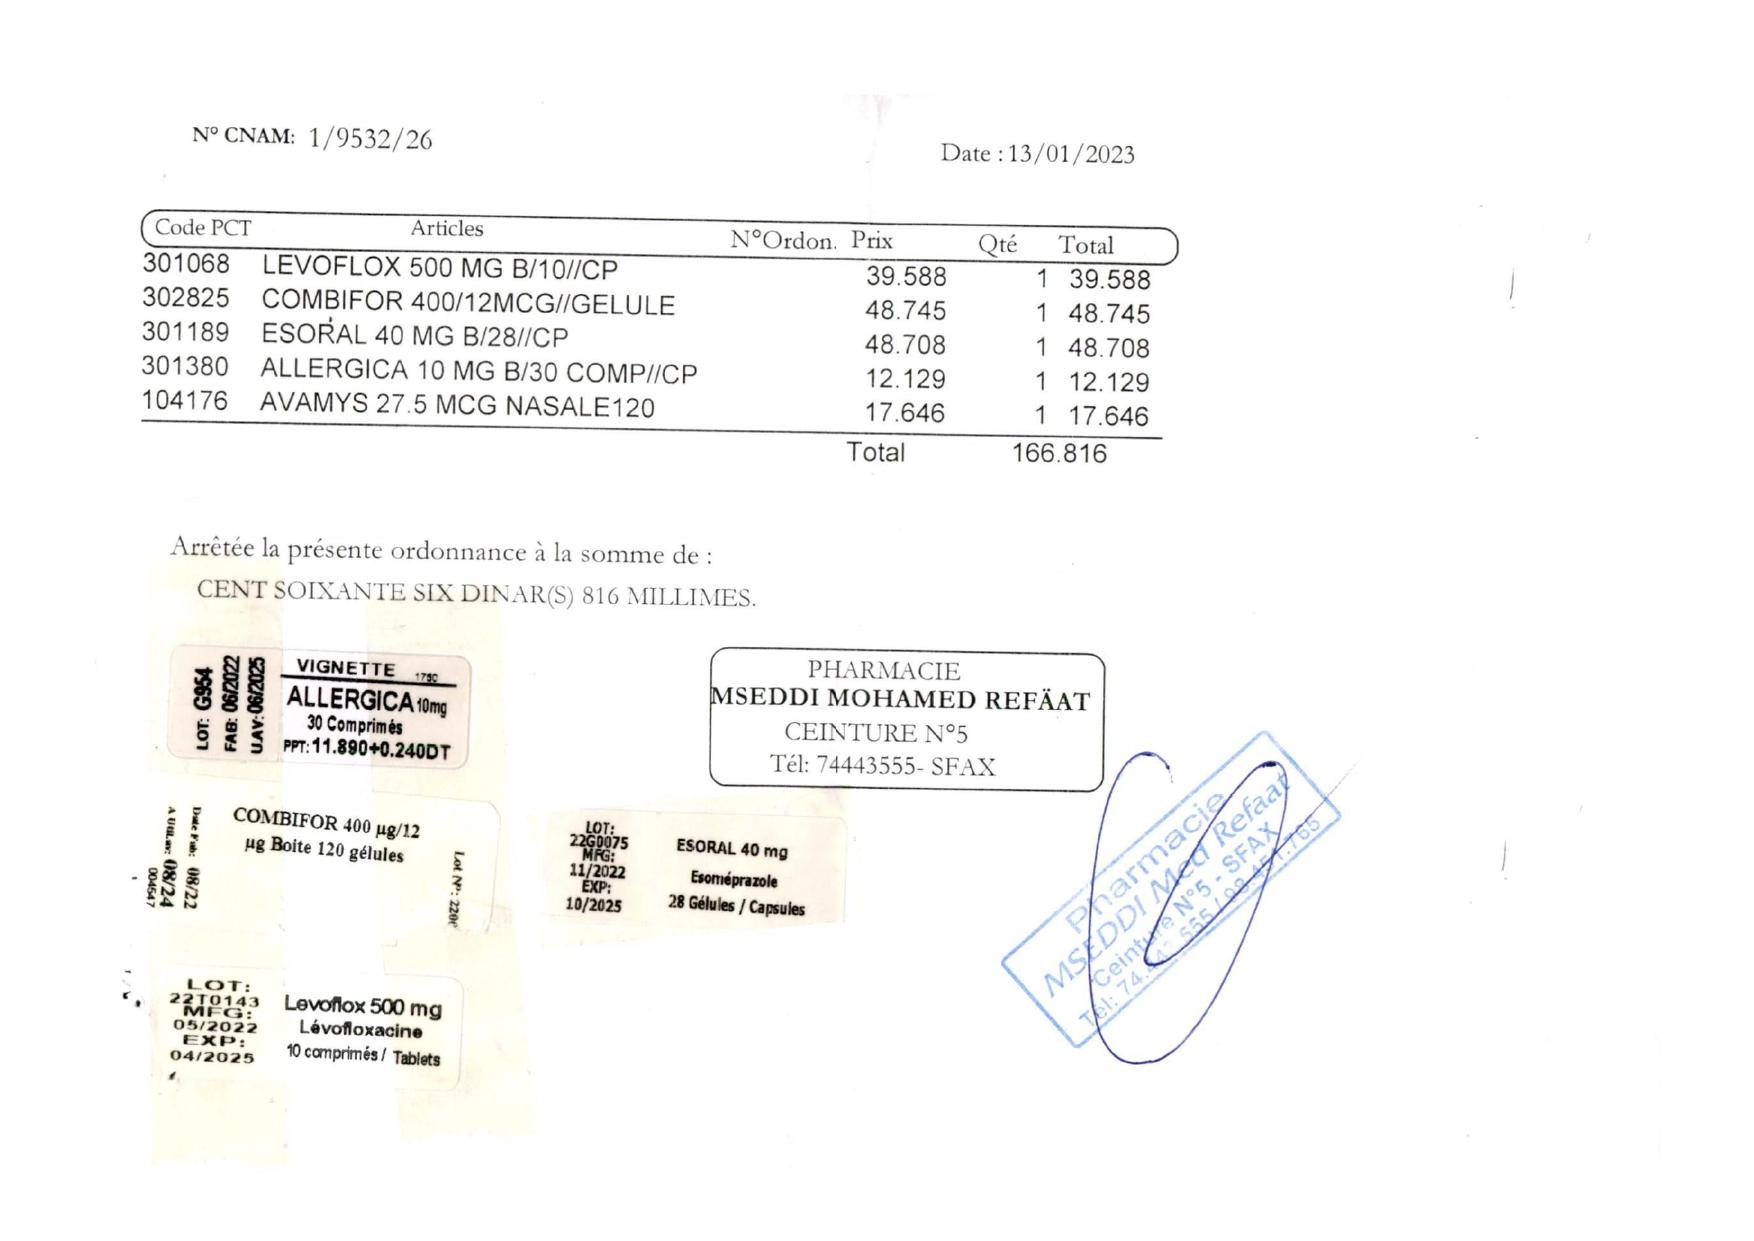 N° CNAM: 1/9532/26
Date : 13/01/2023
Code PCT Articles N°Ordon. Prix Qté Total
301068 LEVOFLOX 500 MG B/10//CP 39.588 1 39.588
302825 COMBIFOR 400/12MCG//GELULE 48.745 1 48.745
301189 ESORAL 40 MG B/28//CP 48.708 1 48.708
301380 ALLERGICA 10 MG B/30 COMP//CP 12.129 1 12.129
104176 AVAMYS 27.5 MCG NASALE120 17.646 1 17.646
Total 166.816
Arrêtée la présente ordonnance à la somme de :
CENT SOIXANTE SIX DINAR(S) 816 MILLIMES.
LOT: G954
FAB: 06/2022
U.AV: 06/2025
VIGNETTE 1750
ALLERGICA 10mg
30 Comprimés
PPT: 11.890+0.240DT
PHARMACIE
MSEDDI MOHAMED REFÄAT
CEINTURE N°5
Tél: 74443555- SFAX
COMBIFOR 400 µg/12
µg Boite 120 gélules
Date Fab: 08/22
A Utiliser: 08/24
004547
Lot N°: 220
LOT:
22G0075
MFG:
11/2022
EXP:
10/2025
ESORAL 40 mg
Esoméprazole
28 Gélules / Capsules
LOT:
22T0143
MFG:
05/2022
EXP:
04/2025
Levoflox 500 mg
Lévofloxacine
10 comprimés / Tablets
Pharmacie
MSEDDI Med Refaat
Ceinture N°5 - SFAX
Tél: 74.